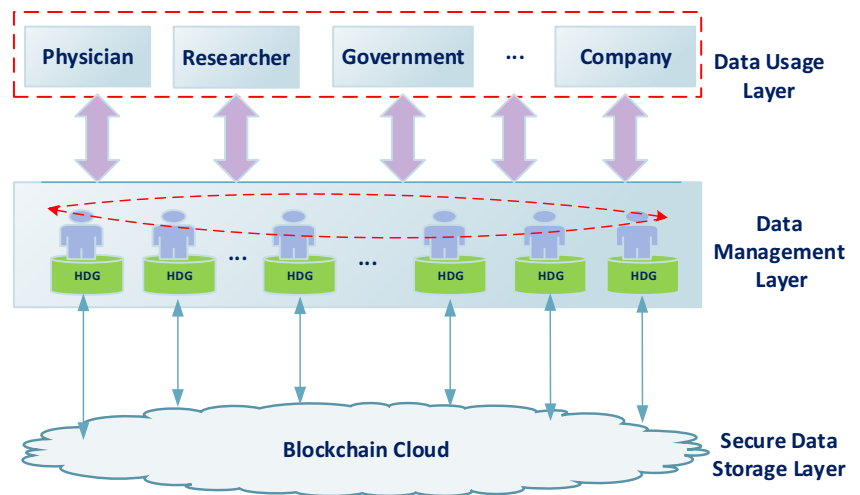 Physician
Researcher
Government
...
Company
Data Usage
Layer
Data
Management
Layer
... ...
HDG HDG HDG HDG HDG HDG
Blockchain Cloud
Secure Data
Storage Layer